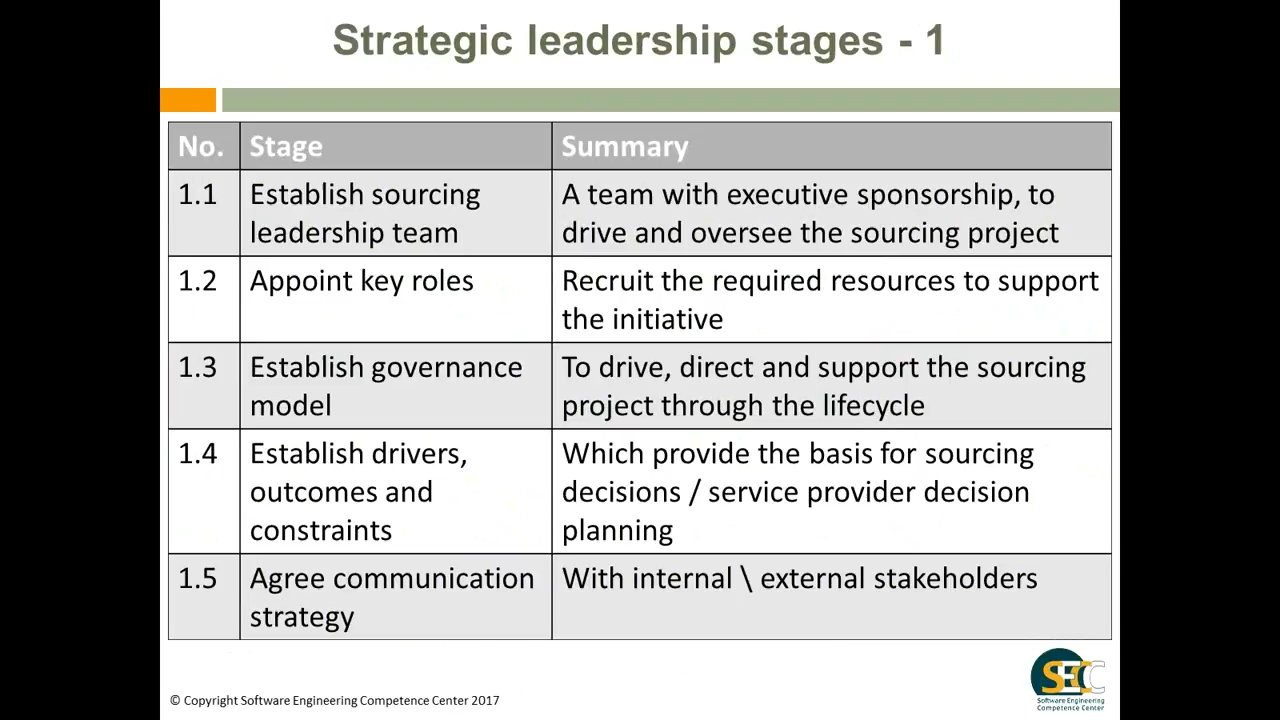 Strategic leadership stages - 1
No. Stage Summary
1.1 Establish sourcing A team with executive sponsorship, to
leadership team drive and oversee the sourcing project
1.2 Appoint key roles Recruit the required resources to support
the initiative
1.3 Establish governance To drive, direct and support the sourcing
model project through the lifecycle
1.4 Establish drivers, Which provide the basis for sourcing
outcomes and decisions / service provider decision
constraints planning
1.5 Agree communication With internal \ external stakeholders
strategy
SECC
Software Engineering
Competence Center
© Copyright Software Engineering Competence Center 2017